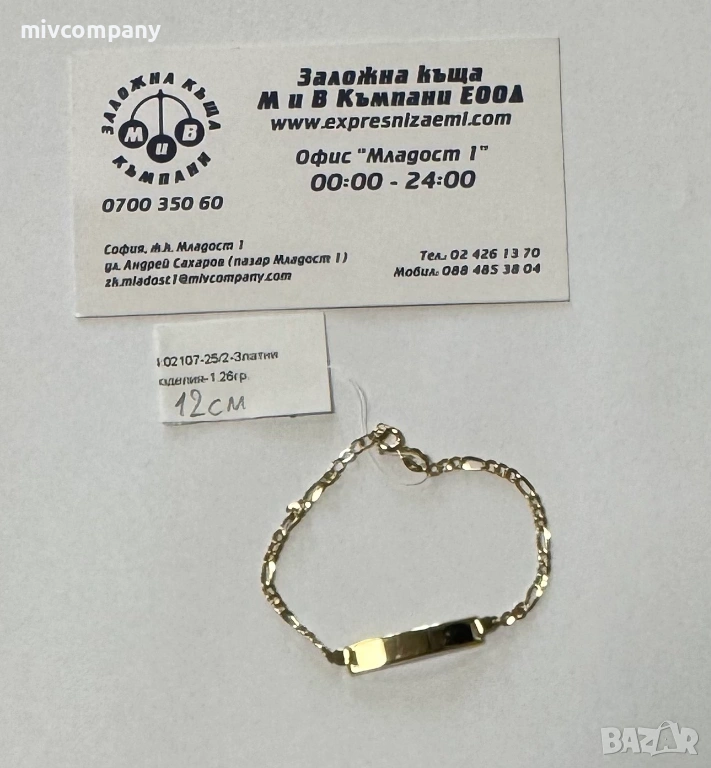 mivcompany
ЗАЛОЖНА КЪЩА
М и В
КЪМПАНИ
0700 350 60
Заложна къща
М и В Къмпани ЕООД
www.expresnizaemi.com
Офис "Младост 1"
00:00 - 24:00
София, ж.к. Младост 1
ул. Андрей Сахаров (пазар Младост 1)
zk.mladost1@mivcompany.com
Тел.: 02 426 13 70
Мобил: 088 485 38 04
02107-25/2-Златни
изделия-1.26гр.
12см
BAZAR